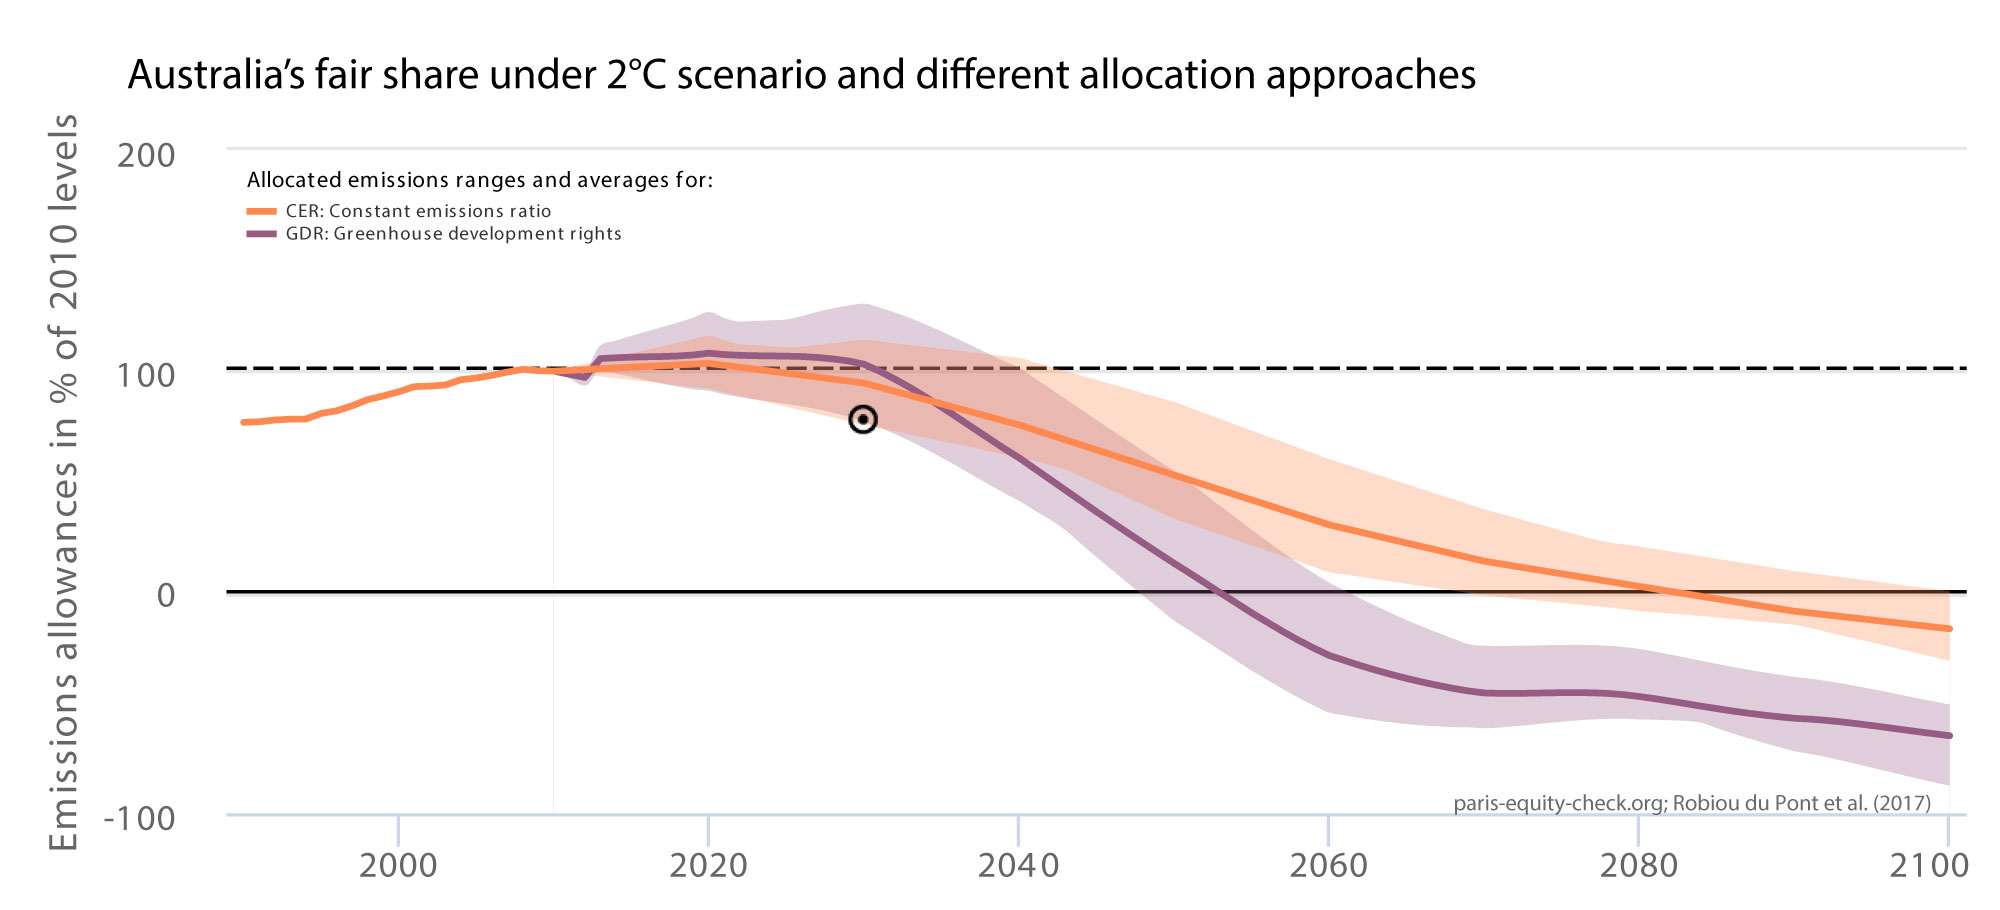 Australia’s fair share under 2°C scenario and different allocation approaches
Emissions allowances in % of 2010 levels
200
100
0
-100
Allocated emissions ranges and averages for:
CER: Constant emissions ratio
GDR: Greenhouse development rights
paris-equity-check.org; Robiou du Pont et al. (2017)
2000 2020 2040 2060 2080 2100